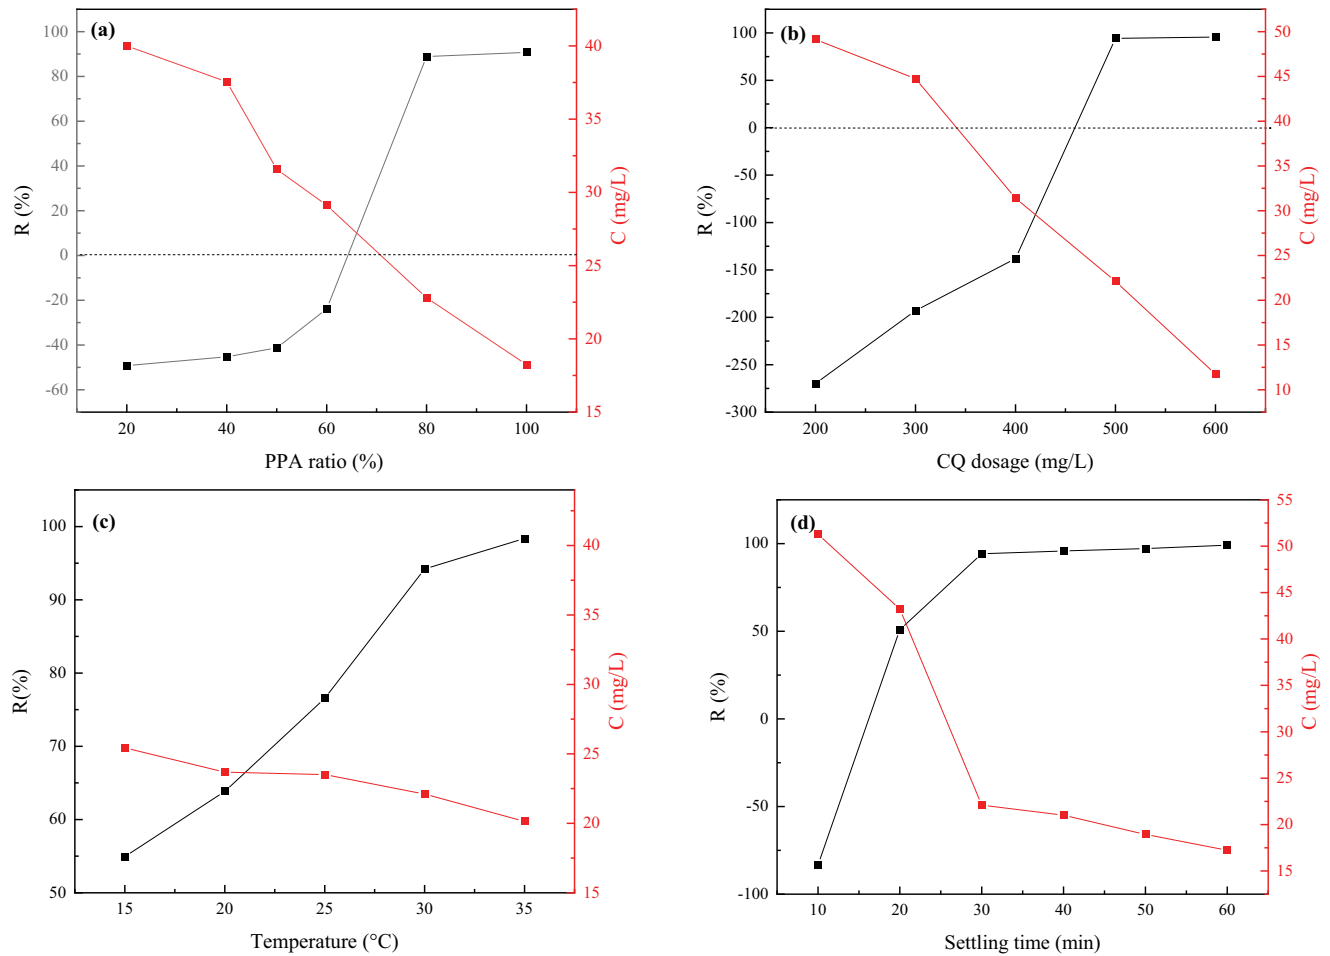 (a)
R (%)
100
80
60
40
20
0
-20
-40
-60
20 40 60 80 100
PPA ratio (%)
40
35
30
25
20
15
C (mg/L)
(b)
R (%)
100
50
0
-50
-100
-150
-200
-250
-300
200 300 400 500 600
CQ dosage (mg/L)
50
45
40
35
30
25
20
15
10
C (mg/L)
(c)
R(%)
100
90
80
70
60
50
15 20 25 30 35
Temperature (°C)
40
35
30
25
20
15
C (mg/L)
(d)
R (%)
100
50
0
-50
-100
10 20 30 40 50 60
Settling time (min)
55
50
45
40
35
30
25
20
15
C (mg/L)